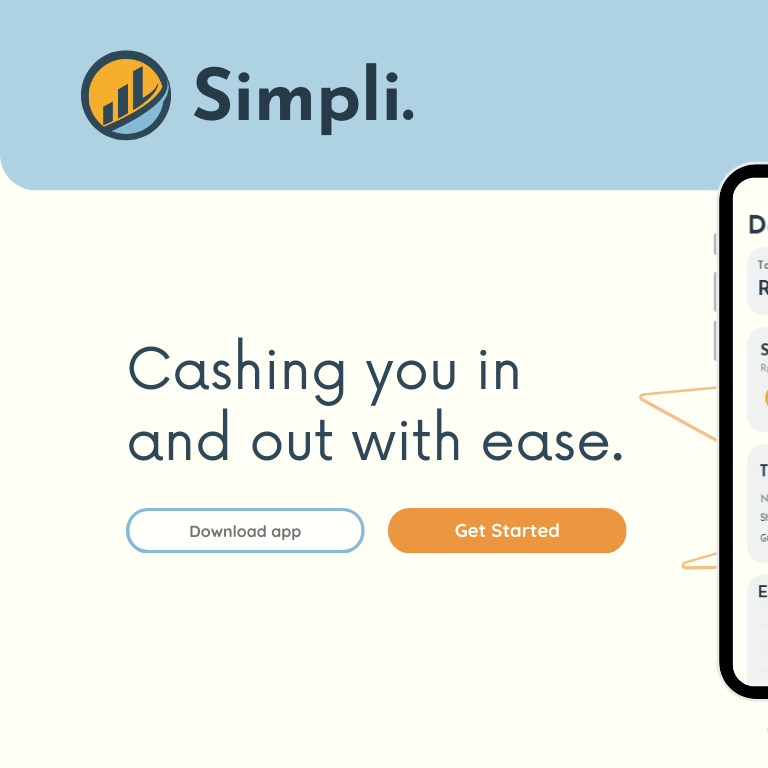 Simpli.
Cashing you in
and out with ease.
Download app
Get Started